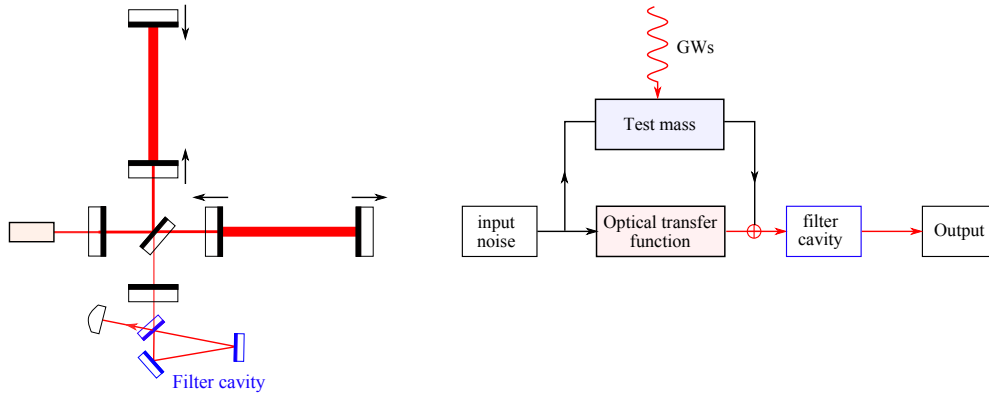 GWs
Test mass
input
noise
Optical transfer
function
filter
cavity
Output
Filter cavity